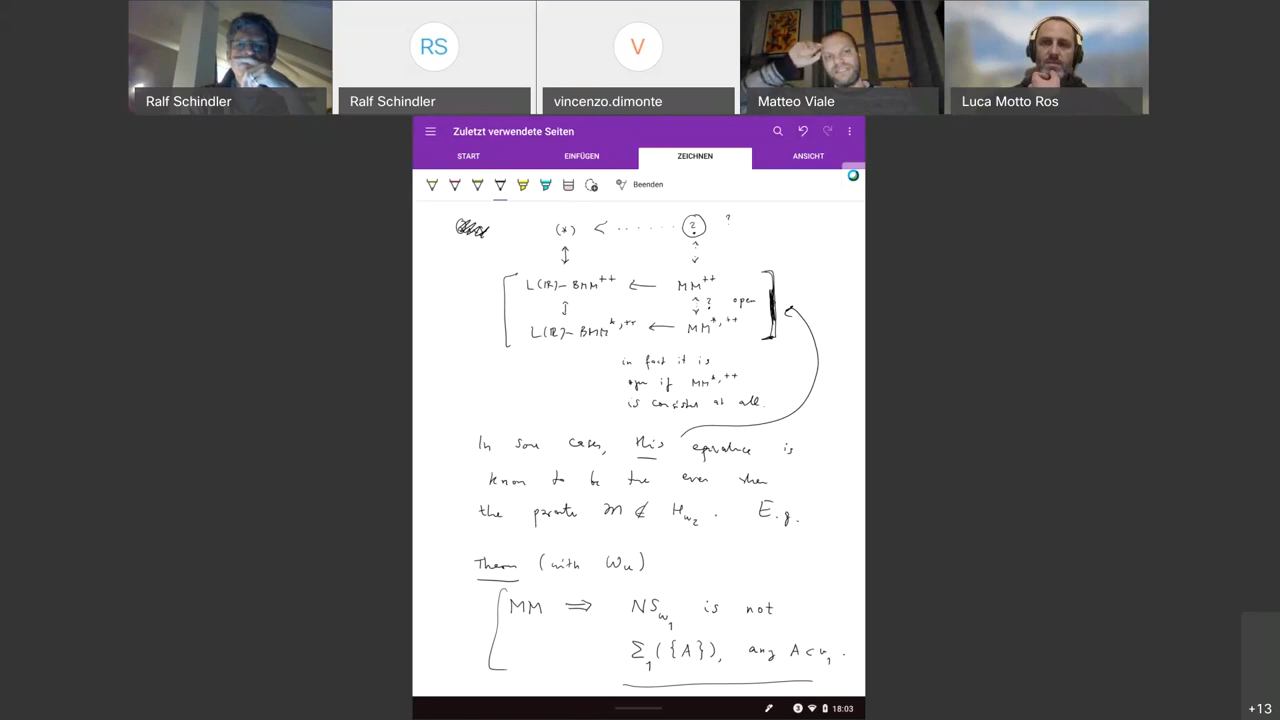 RS
V
Ralf Schindler
Ralf Schindler
vincenzo.dimonte
Matteo Viale
Luca Motto Ros
Zuletzt verwendete Seiten
START
EINFÜGEN
ZEICHNEN
ANSICHT
Beenden
(*) < · · · · · ? ?
L(ℝ)-BMM⁺⁺ ← MM⁺⁺
? open
L(ℝ)-BMM*,⁺⁺ ← MM*,⁺⁺
in fact it is
open if MM*,⁺⁺
is consistent at all.
In some cases, this equivalence is
known to be true even when
the ∉ H_ω₂. E.g.
Theorem (with Wu)
MM ⟹ NS_ω₁ is not
Σ₁({A}), any A ⊂ ω₁.
18:03
+13